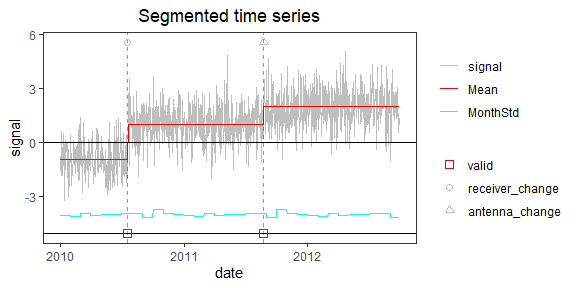 Segmented time series
signal
6
3
0
-3
2010
2011
2012
date
signal
Mean
MonthStd
valid
receiver_change
antenna_change